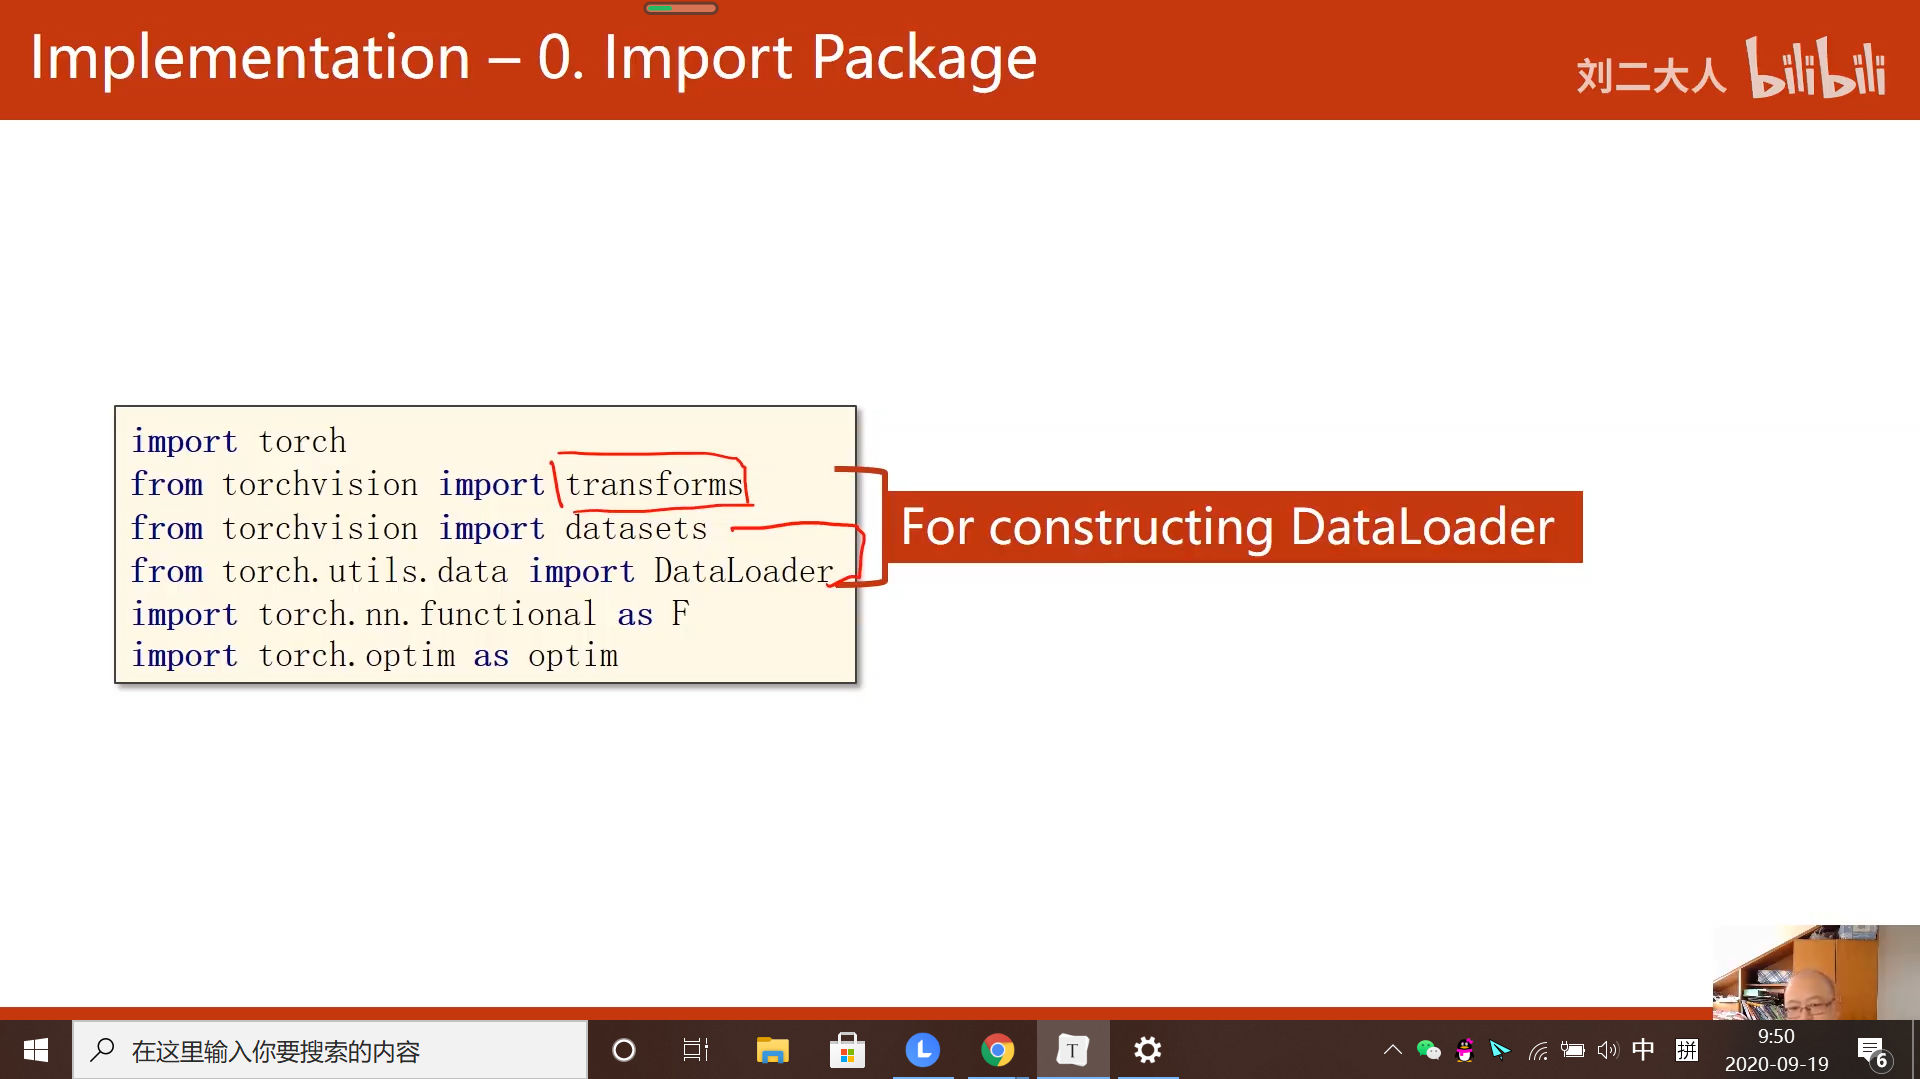 Implementation – 0. Import Package
刘二大人 bilibili
import torch
from torchvision import transforms
from torchvision import datasets
from torch.utils.data import DataLoader
import torch.nn.functional as F
import torch.optim as optim
For constructing DataLoader
在这里输入你要搜索的内容
L
T
中
拼
9:50
2020-09-19
6